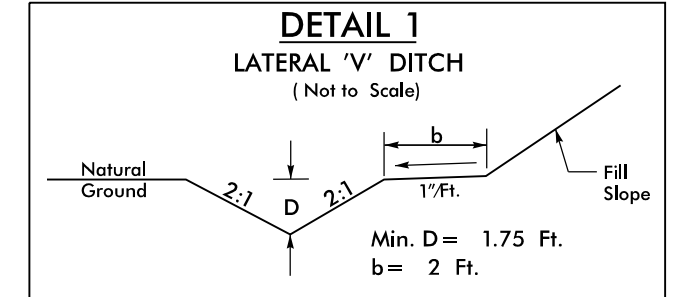 DETAIL 1
LATERAL 'V' DITCH
( Not to Scale)
b
Natural
Ground
2:1
D
2:1
1"/Ft.
Fill
Slope
Min. D = 1.75 Ft.
b= 2 Ft.